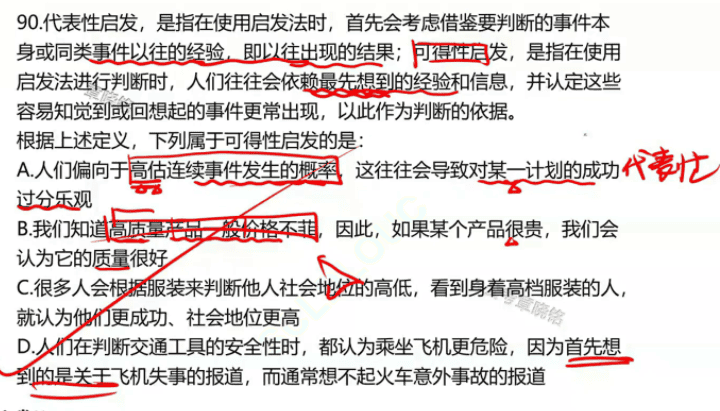 90.代表性启发，是指在使用启发法时，首先会考虑借鉴要判断的事件本
身或同类事件以往的经验，即以往出现的结果；可得性启发，是指在使用
启发法进行判断时，人们往往会依赖最先想到的经验和信息，并认定这些
容易知觉到或回想起的事件更常出现，以此作为判断的依据。
根据上述定义，下列属于可得性启发的是：
A.人们偏向于高估连续事件发生的概率，这往往会导致对某一计划的成功
过分乐观
代表性
B.我们知道高质量产品一般价格不菲，因此，如果某个产品很贵，我们会
认为它的质量很好
C.很多人会根据服装来判断他人社会地位的高低，看到身着高档服装的人，
就认为他们更成功、社会地位更高
D.人们在判断交通工具的安全性时，都认为乘坐飞机更危险，因为首先想
到的是关于飞机失事的报道，而通常想不起火车意外事故的报道